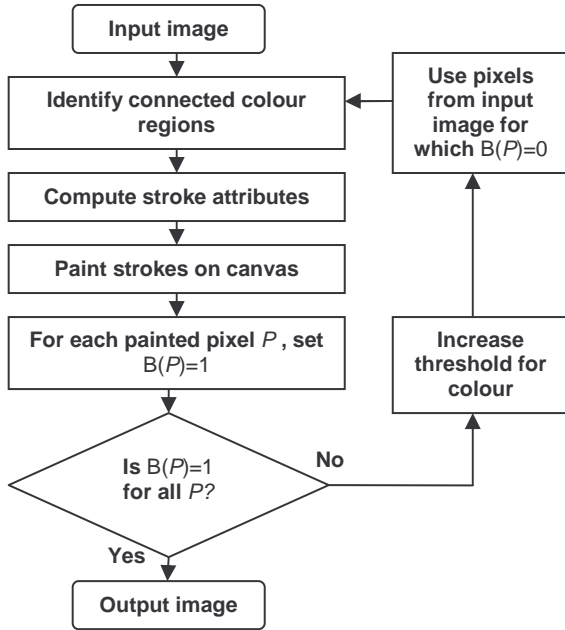 Input image
Identify connected colour
regions
Compute stroke attributes
Paint strokes on canvas
For each painted pixel P , set
B(P)=1
Is B(P)=1
for all P?
No
Yes
Output image
Increase
threshold for
colour
Use pixels
from input
image for
which B(P)=0